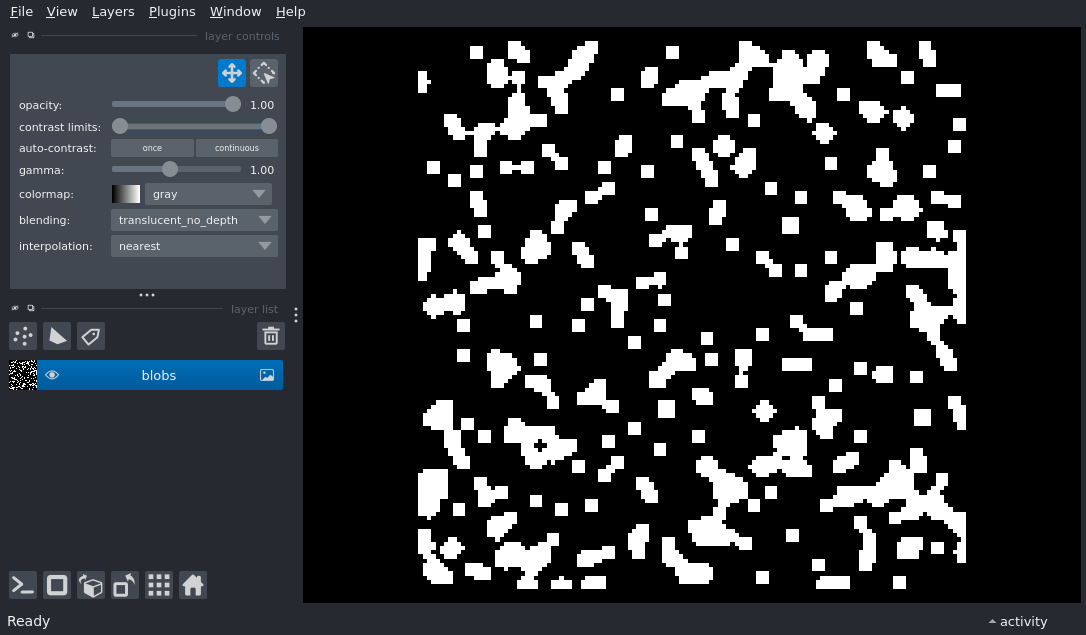 File View Layers Plugins Window Help
layer controls
opacity: 1.00
contrast limits:
auto-contrast: once continuous
gamma: 1.00
colormap: gray
blending: translucent_no_depth
interpolation: nearest
layer list
blobs
Ready activity